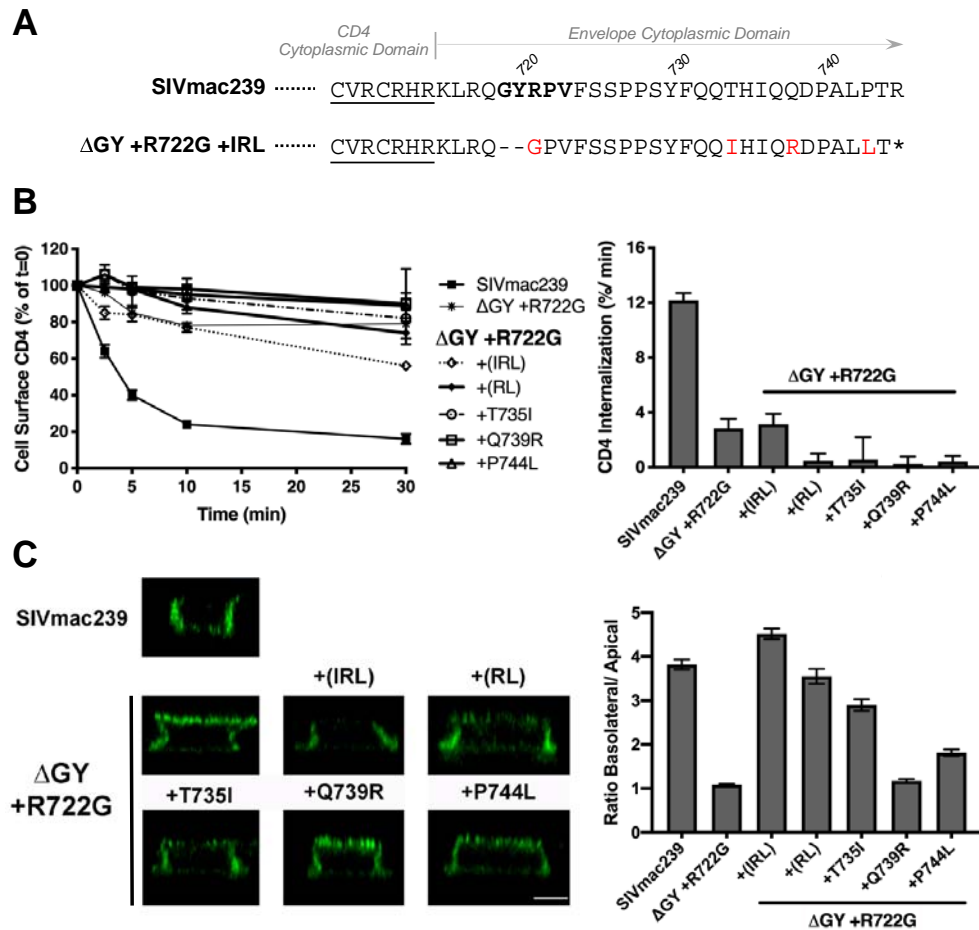 A
CD4
Cytoplasmic Domain
Envelope Cytoplasmic Domain
720
730
740
SIVmac239 ········ CVRCRHRKLRQGYRPVFSSPPSYFQQTHIQQDPALPTR
ΔGY +R722G +IRL ········ CVRCRHRKLRQ--GPVFSSPPSYFQQIHIQRDPALLT*
B
Cell Surface CD4 (% of t=0)
120
100
80
60
40
20
0
0 5 10 15 20 25 30
Time (min)
SIVmac239
ΔGY +R722G
ΔGY +R722G
+(IRL)
+(RL)
+T735I
+Q739R
+P744L
CD4 Internalization (%/ min)
16
12
8
4
0
ΔGY +R722G
SIVmac239
ΔGY +R722G
+(IRL)
+(RL)
+T735I
+Q739R
+P744L
C
SIVmac239
+(IRL) +(RL)
ΔGY
+R722G
+T735I +Q739R +P744L
Ratio Basolateral/ Apical
5
4
3
2
1
0
SIVmac239
ΔGY +R722G
+(IRL)
+(RL)
+T735I
+Q739R
+P744L
ΔGY +R722G